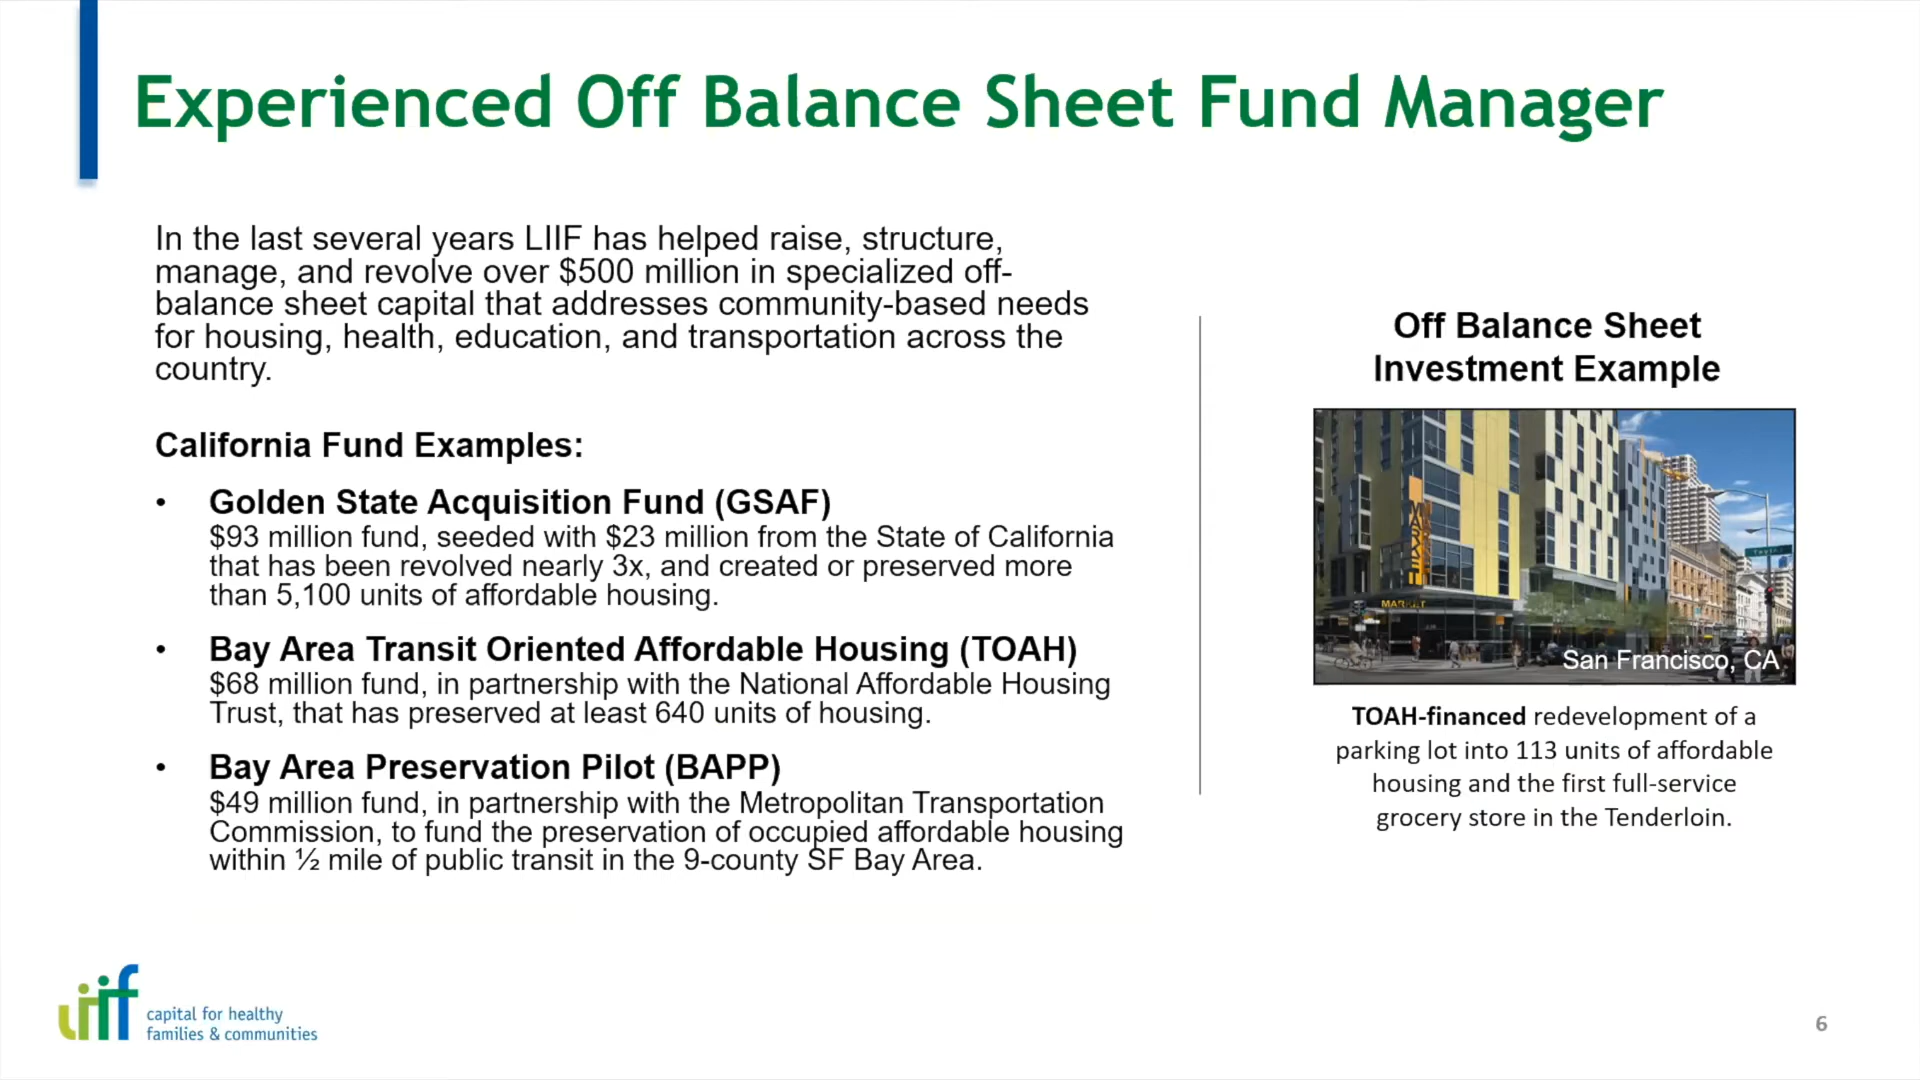 Experienced Off Balance Sheet Fund Manager
In the last several years LIIF has helped raise, structure,
manage, and revolve over $500 million in specialized off-
balance sheet capital that addresses community-based needs
for housing, health, education, and transportation across the
country.
California Fund Examples:
• Golden State Acquisition Fund (GSAF)
$93 million fund, seeded with $23 million from the State of California
that has been revolved nearly 3x, and created or preserved more
than 5,100 units of affordable housing.
• Bay Area Transit Oriented Affordable Housing (TOAH)
$68 million fund, in partnership with the National Affordable Housing
Trust, that has preserved at least 640 units of housing.
• Bay Area Preservation Pilot (BAPP)
$49 million fund, in partnership with the Metropolitan Transportation
Commission, to fund the preservation of occupied affordable housing
within ½ mile of public transit in the 9-county SF Bay Area.
Off Balance Sheet
Investment Example
MARKET
MARKET
Taylor
San Francisco, CA
TOAH-financed redevelopment of a
parking lot into 113 units of affordable
housing and the first full-service
grocery store in the Tenderloin.
liif
capital for healthy
families & communities
6